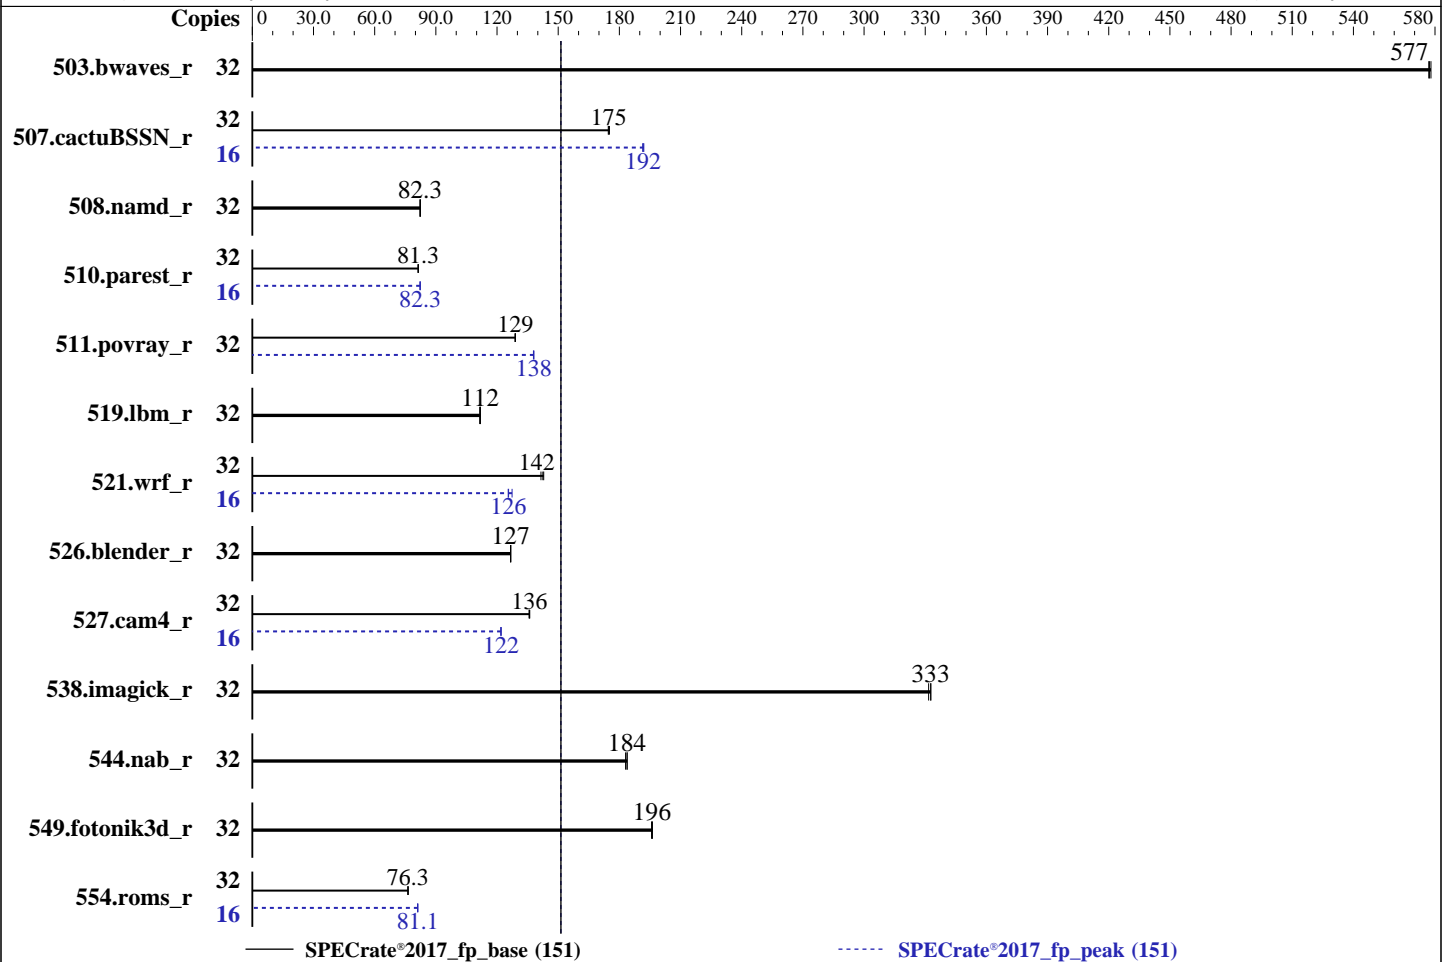 Copies 0 30.0 60.0 90.0 120 150 180 210 240 270 300 330 360 390 420 450 480 510 540 580
503.bwaves_r 32 577
507.cactuBSSN_r 32 175
16 192
508.namd_r 32 82.3
510.parest_r 32 81.3
16 82.3
511.povray_r 32 129
138
519.lbm_r 32 112
521.wrf_r 32 142
16 126
526.blender_r 32 127
527.cam4_r 32 136
16 122
538.imagick_r 32 333
544.nab_r 32 184
549.fotonik3d_r 32 196
554.roms_r 32 76.3
16 81.1
SPECrate®2017_fp_base (151) SPECrate®2017_fp_peak (151)